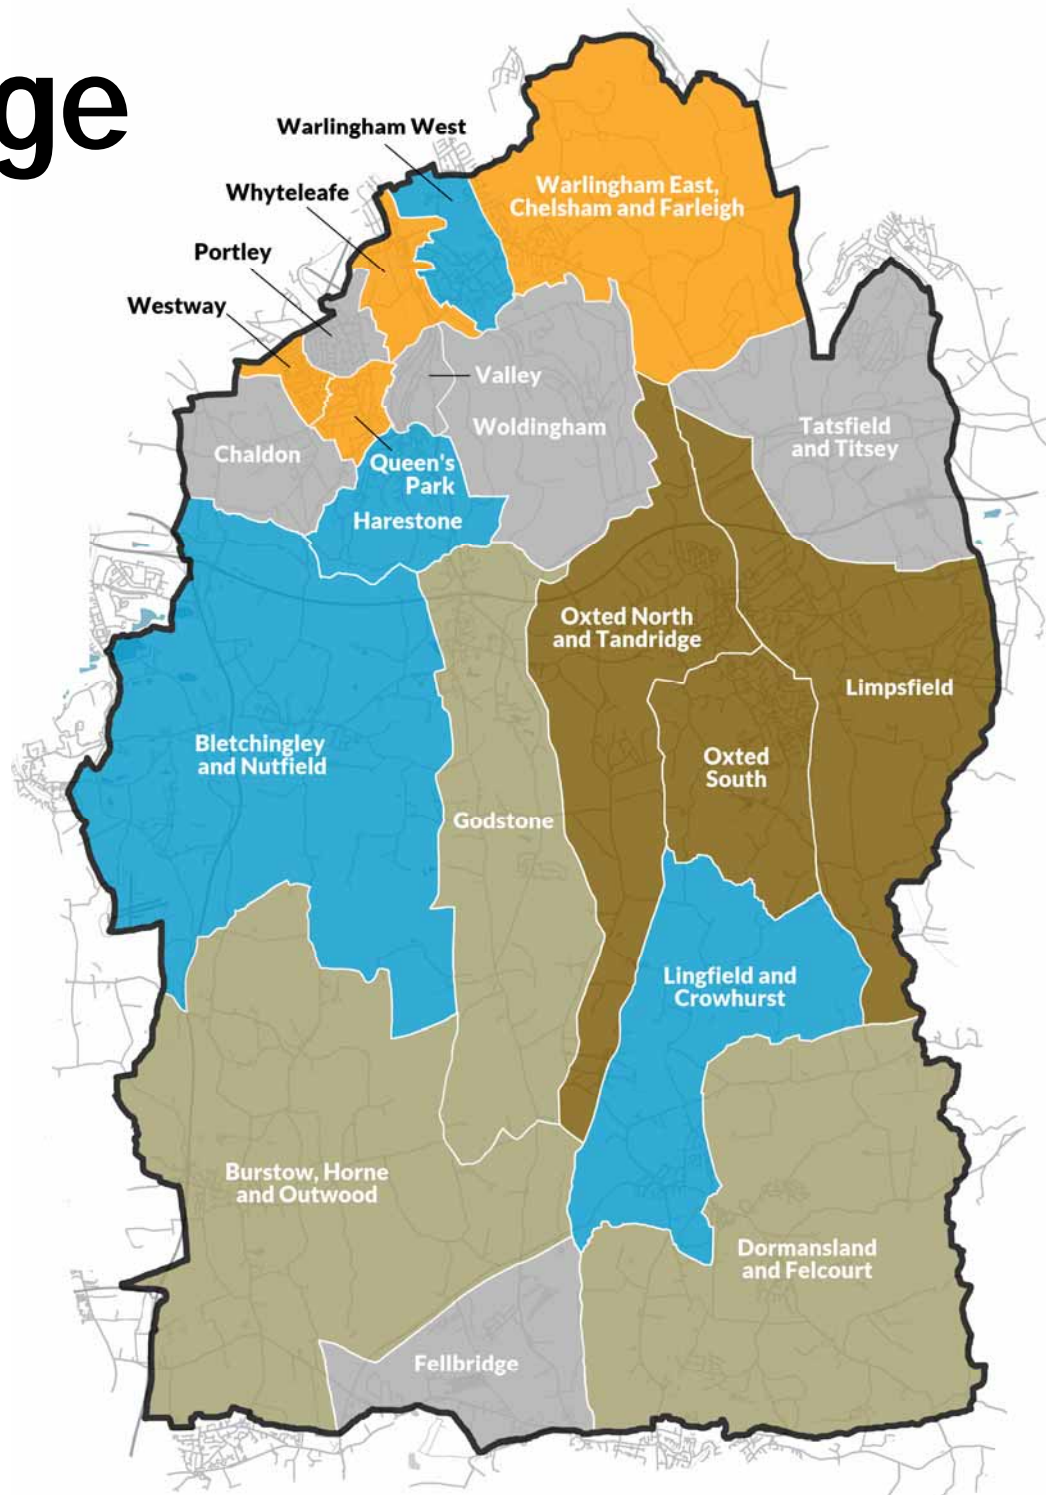 ge
Warlingham West
Warlingham East,
Chelsham and Farleigh
Whyteleafe
Portley
Westway
Valley
Woldingham
Tatsfield
and Titsey
Chaldon
Queen's
Park
Harestone
Oxted North
and Tandridge
Limpsfield
Bletchingley
and Nutfield
Oxted
South
Godstone
Lingfield and
Crowhurst
Burstow, Horne
and Outwood
Dormansland
and Felcourt
Fellbridge